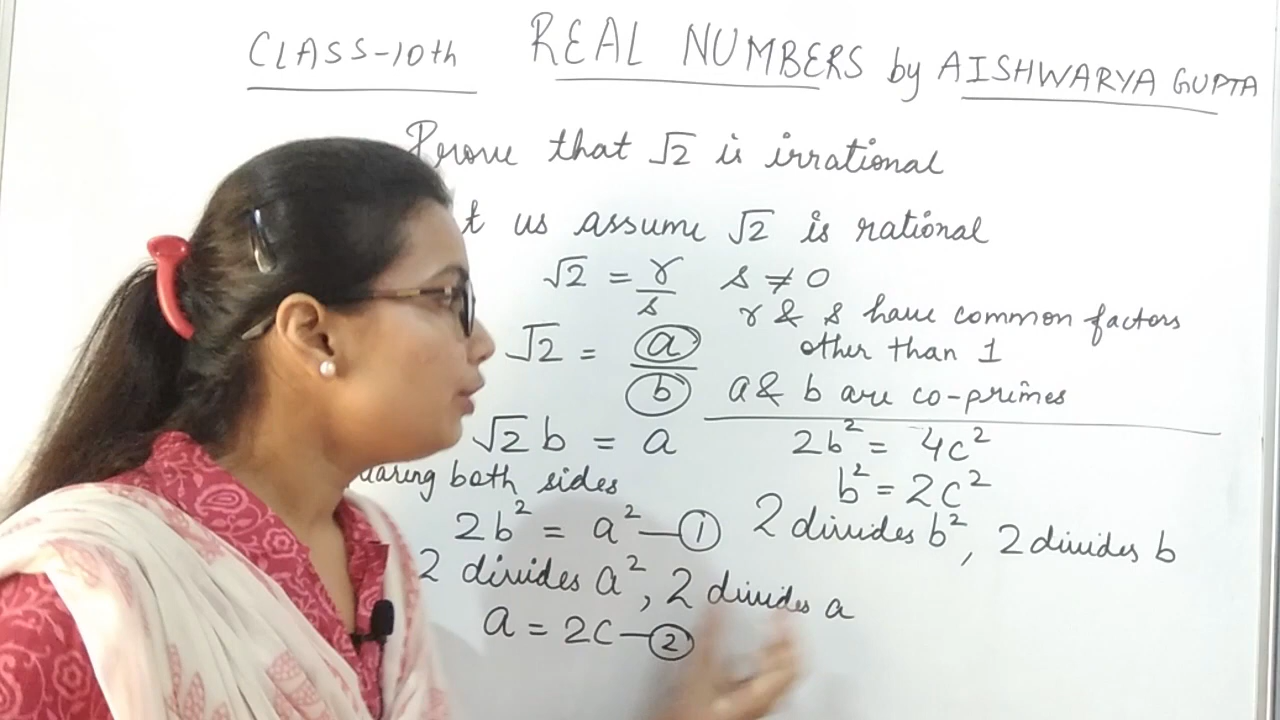 CLASS-10th REAL NUMBERS by AISHWARYA GUPTA
Prove that √2 is irrational
us assume √2 is rational
√2 = r/s s ≠ 0
r & s have common factors
other than 1
√2 = a/b
a & b are co-primes
√2 b = a
both sides
2b² = a² — ①
2 divides a², 2 divides a
a = 2c — ②
2b² = 4c²
b² = 2c²
2 divides b², 2 divides b